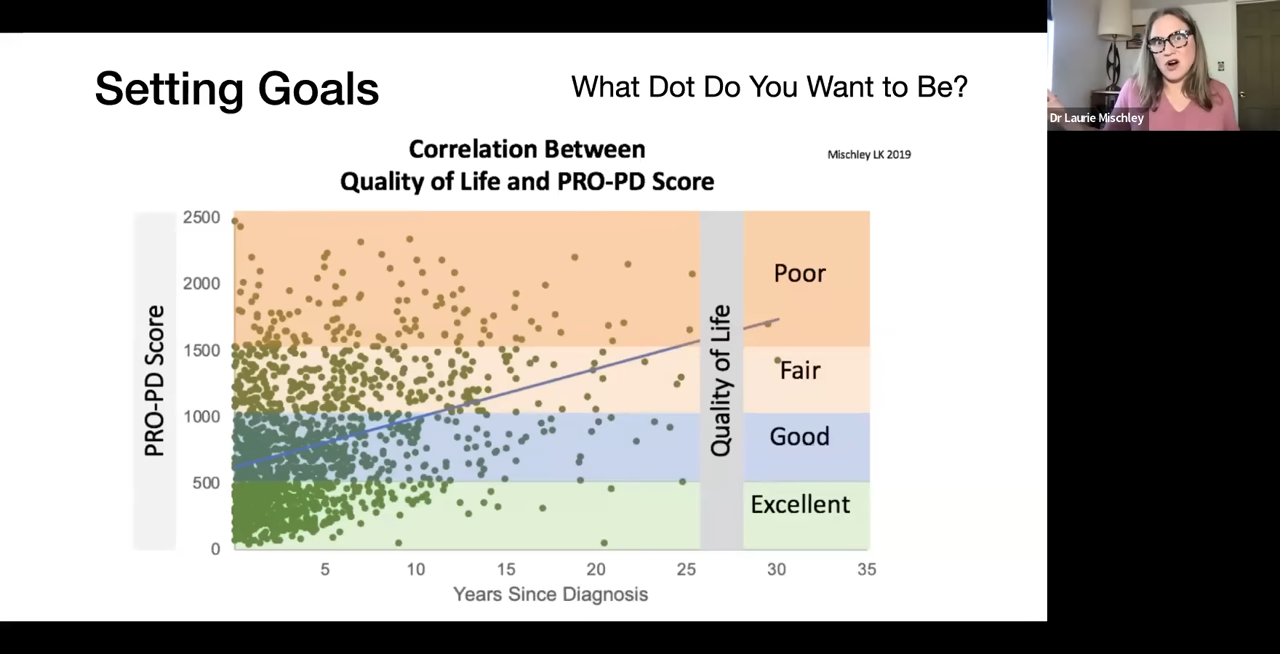 Setting Goals
What Dot Do You Want to Be?
Correlation Between
Quality of Life and PRO-PD Score
Mischley LK 2019
Dr Laurie Mischley
PRO-PD Score
2500
2000
1500
1000
500
0
Quality of Life
Poor
Fair
Good
Excellent
5 10 15 20 25 30 35
Years Since Diagnosis